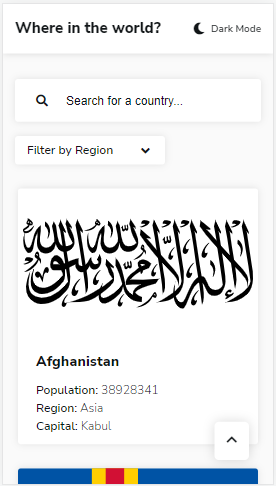 Where in the world?
Dark Mode
Search for a country...
Filter by Region
لا إله إلا الله محمد رسول الله
Afghanistan
Population: 38928341
Region: Asia
Capital: Kabul